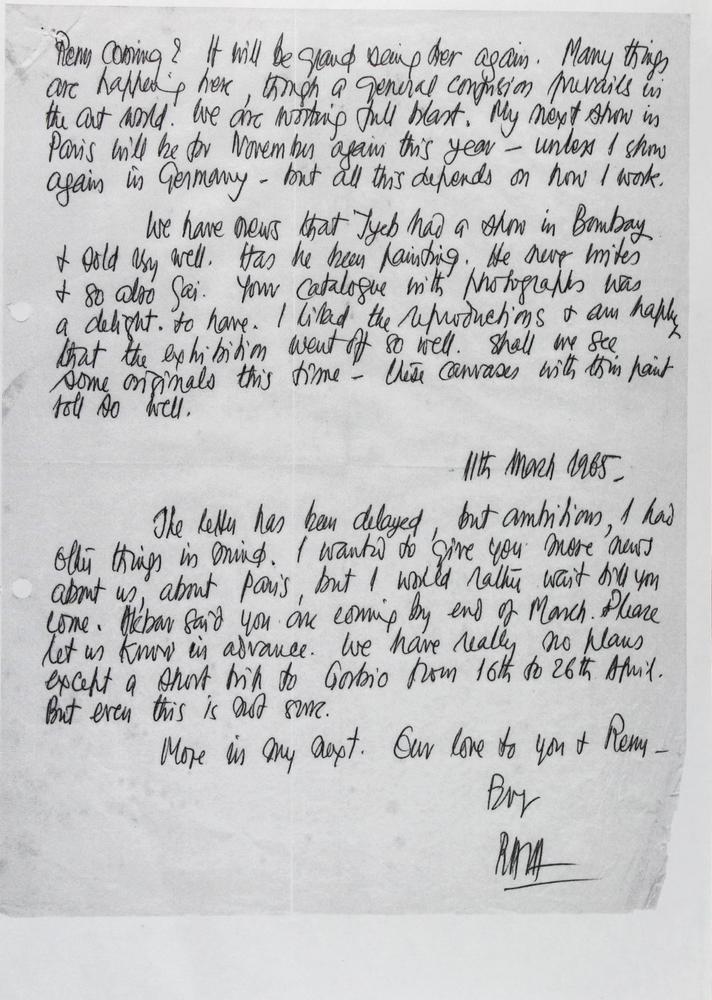 Renu coming? It will be grand seeing her again. Many things
are happening here, though a general confusion prevails in
the art world. We are working full blast. My next show in
Paris will be for November again this year – unless I show
again in Germany – but all this depends on how I work.
We have news that Tyeb had a show in Bombay
& sold very well. Has he been painting. He never writes
& so also Gai. Your catalogue with photographs was
a delight. to have. I liked the reproductions & am happy
that the exhibition went off so well. Shall we see
some originals this time – these canvases with thin paint
roll so well.
11th March 1965_
The letter has been delayed, but ambitions, I had
other things in mind. I wanted to give you more news
about us, about Paris, but I would rather wait till you
come. Akbar said you are coming by end of March. Please
let us know in advance. We have really no plans
except a short trip to Gorbio from 16th to 26th April.
But even this is not sure.
More in my next. Our love to you & Renu –
RAZA